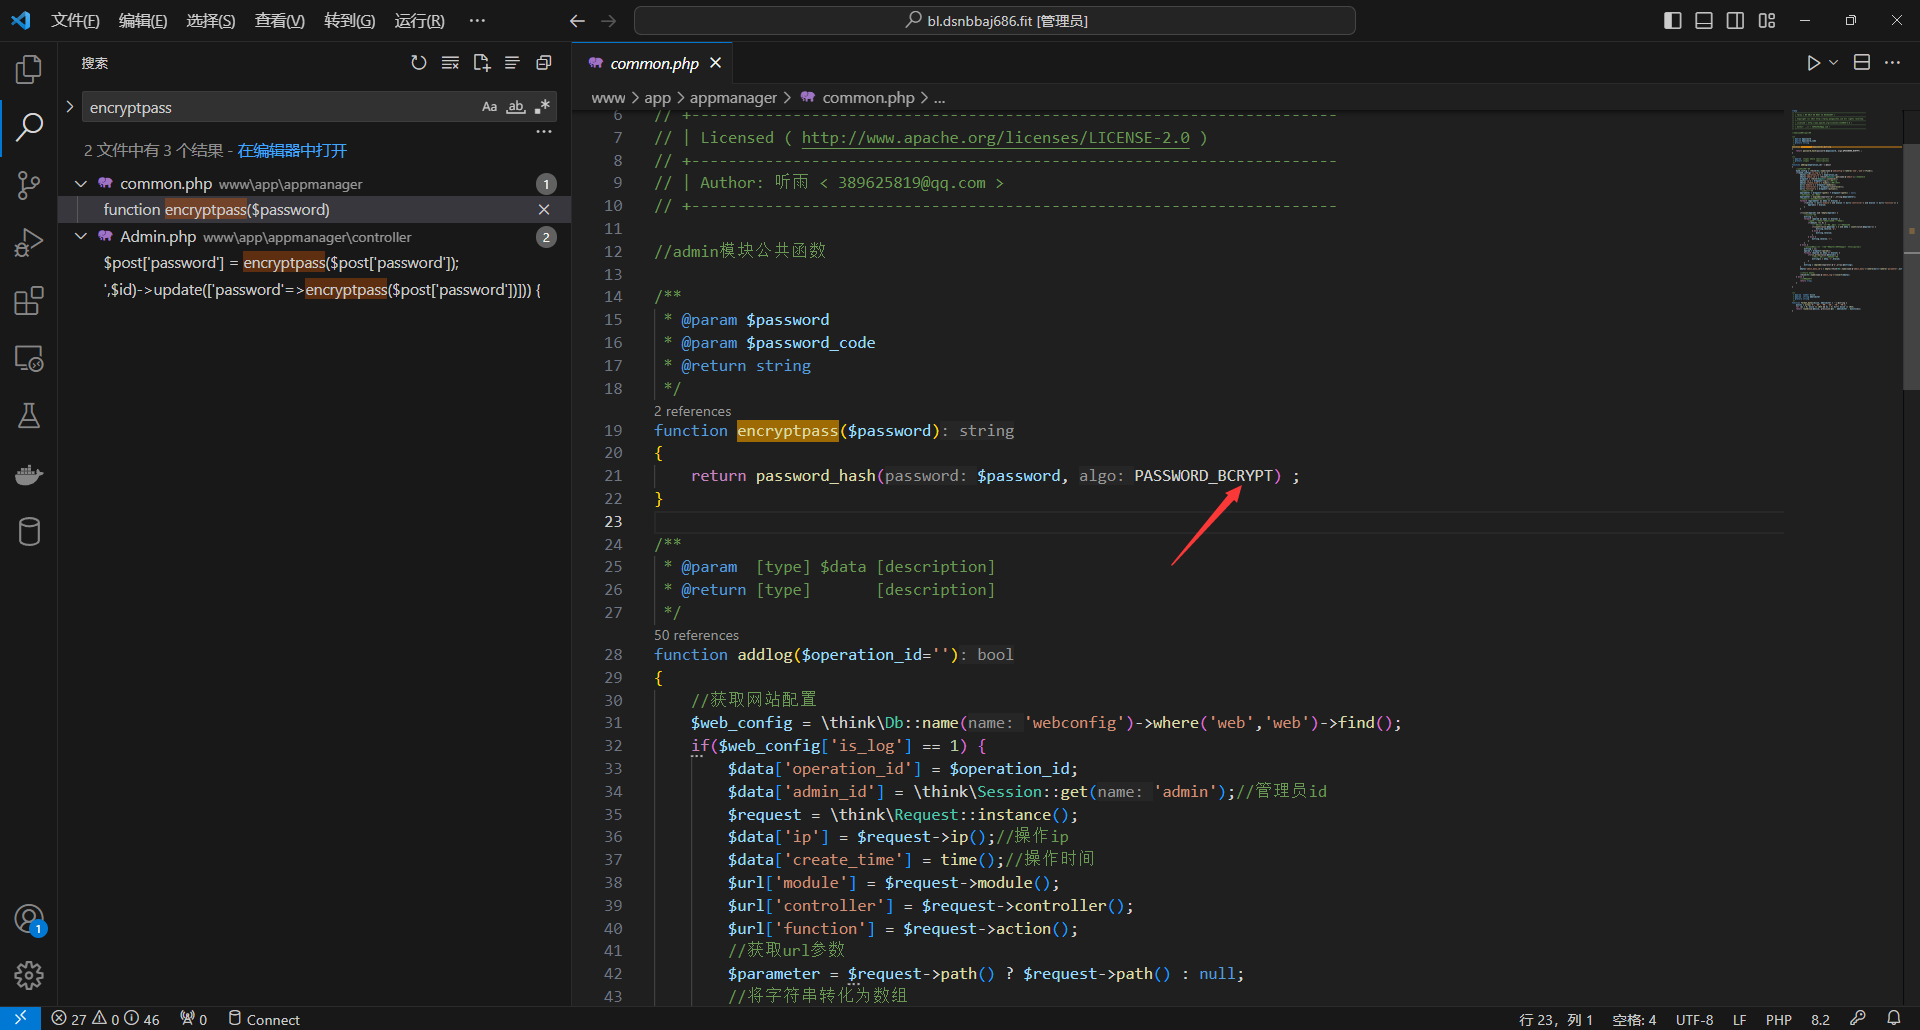 文件(F) 编辑(E) 选择(S) 查看(V) 转到(G) 运行(R) ···
bl.dsnbbaj686.fit [管理员]
搜索
encryptpass
Aa ab .*
2 文件中有 3 个结果 - 在编辑器中打开
common.php www\app\appmanager 1
function encryptpass($password)
Admin.php www\app\appmanager\controller 2
$post['password'] = encryptpass($post['password']);
',$id)->update(['password'=>encryptpass($post['password'])])) {
common.php
www > app > appmanager > common.php > ...
6 // +----------------------------------------------------------------------
7 // | Licensed ( http://www.apache.org/licenses/LICENSE-2.0 )
8 // +----------------------------------------------------------------------
9 // | Author: 听雨 < 389625819@qq.com >
10 // +----------------------------------------------------------------------
11
12 //admin模块公共函数
13
14 /**
15 * @param $password
16 * @param $password_code
17 * @return string
18 */
2 references
19 function encryptpass($password): string
20 {
21 return password_hash(password: $password, algo: PASSWORD_BCRYPT) ;
22 }
23
24 /**
25 * @param [type] $data [description]
26 * @return [type] [description]
27 */
50 references
28 function addlog($operation_id=''): bool
29 {
30 //获取网站配置
31 $web_config = \think\Db::name(name: 'webconfig')->where('web','web')->find();
32 if($web_config['is_log'] == 1) {
33 $data['operation_id'] = $operation_id;
34 $data['admin_id'] = \think\Session::get(name: 'admin');//管理员id
35 $request = \think\Request::instance();
36 $data['ip'] = $request->ip();//操作ip
37 $data['create_time'] = time();//操作时间
38 $url['module'] = $request->module();
39 $url['controller'] = $request->controller();
40 $url['function'] = $request->action();
41 //获取url参数
42 $parameter = $request->path() ? $request->path() : null;
43 //将字符串转化为数组
1
27 0 46 0 Connect
行 23, 列 1 空格: 4 UTF-8 LF PHP 8.2